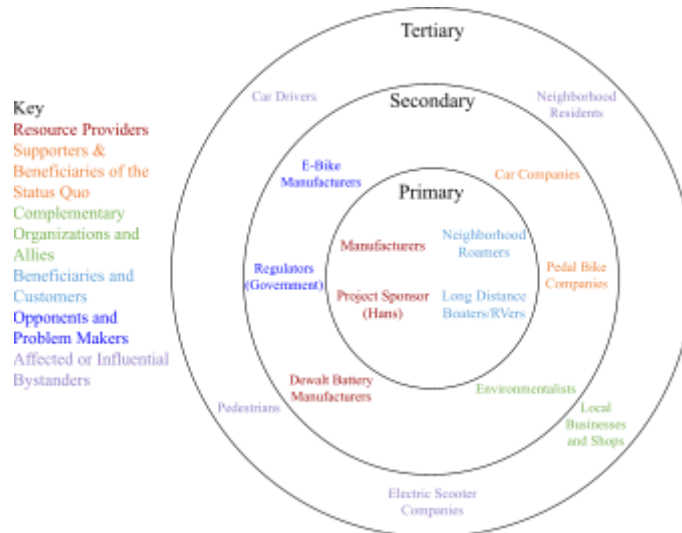 Tertiary
Car Drivers
Neighborhood
Residents
Secondary
Key
Resource Providers
Supporters &
Beneficiaries of the
Status Quo
Complementary
Organizations and
Allies
Beneficiaries and
Customers
Opponents and
Problem Makers
Affected or Influential
Bystanders
E-Bike
Manufacturers
Car Companies
Primary
Manufacturers
Neighborhood
Roamers
Regulators
(Government)
Pedal Bike
Companies
Project Sponsor
(Hans)
Long Distance
Boaters/RVers
Dewalt Battery
Manufacturers
Environmentalists
Pedestrians
Local
Businesses
and Shops
Electric Scooter
Companies